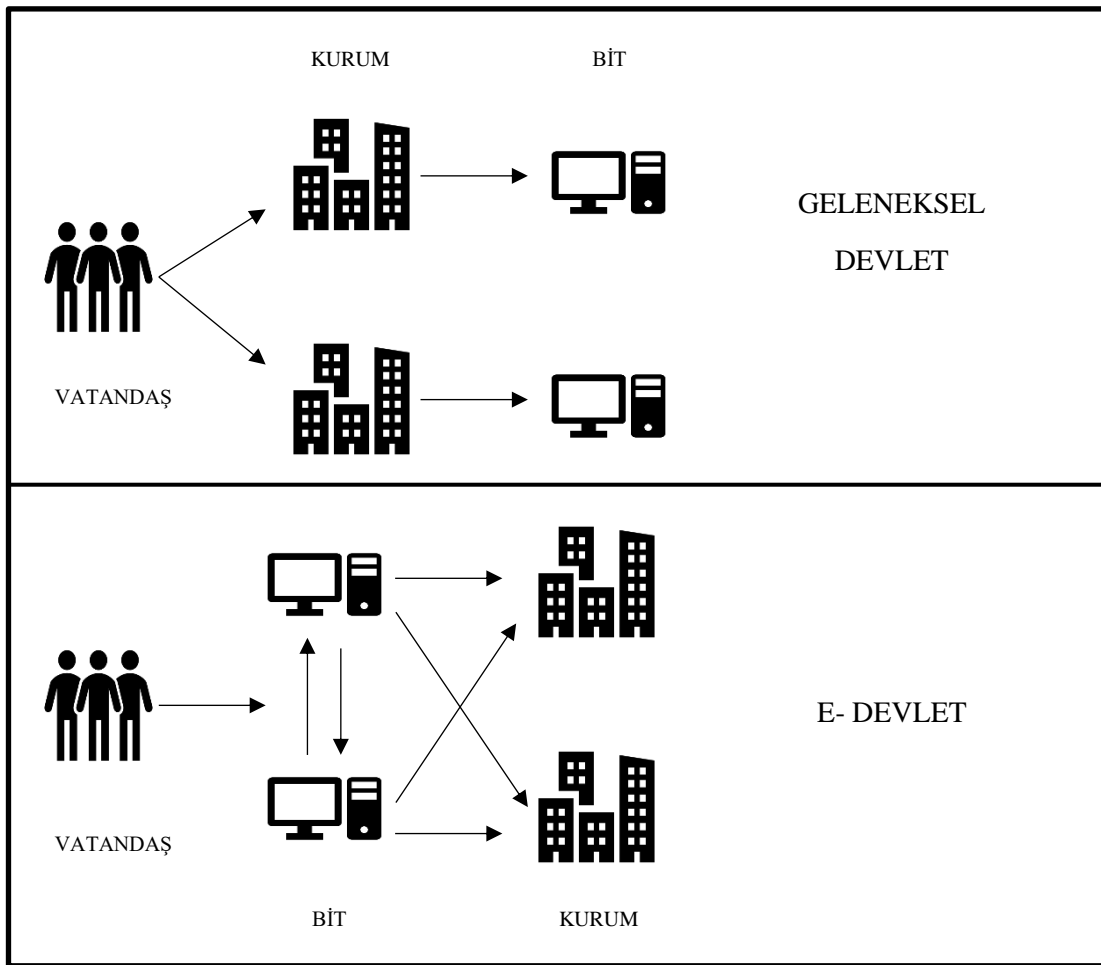 KURUM
BİT
GELENEKSEL
DEVLET
VATANDAŞ
E- DEVLET
VATANDAŞ
BİT
KURUM